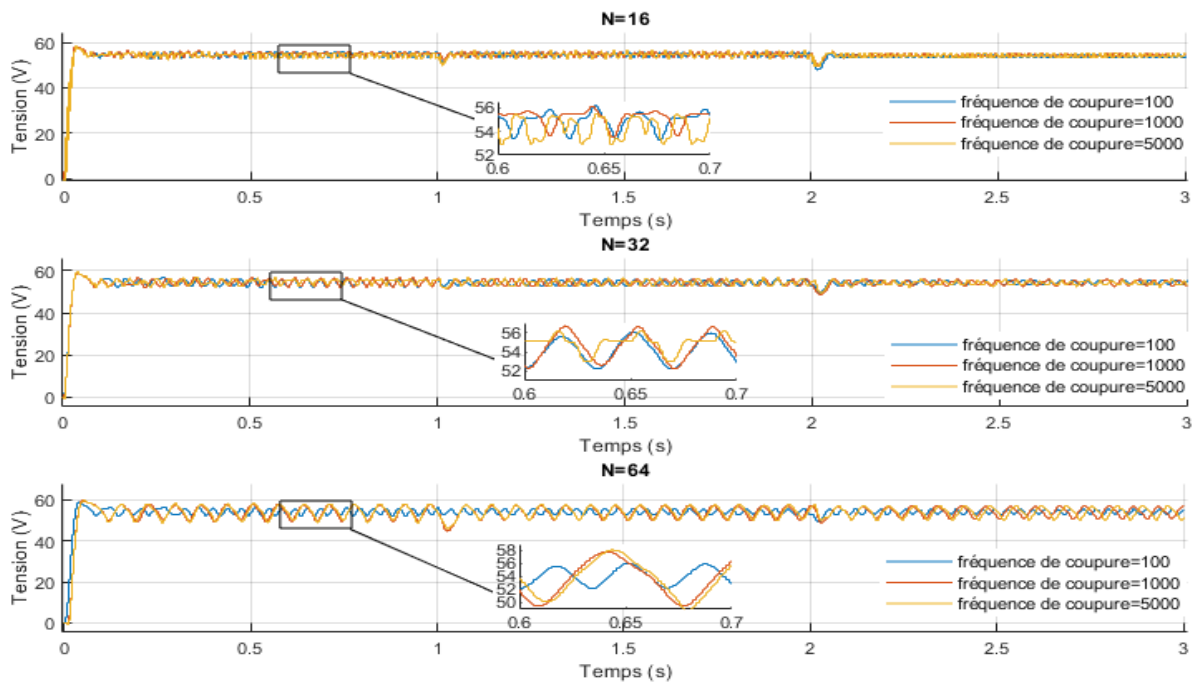 N=16
Tension (V)
60
40
20
0
56
54
52
0.6
0.65
0.7
fréquence de coupure=100
fréquence de coupure=1000
fréquence de coupure=5000
0
0.5
1
1.5
2
2.5
3
Temps (s)
N=32
Tension (V)
60
40
20
0
56
54
52
0.6
0.65
0.7
fréquence de coupure=100
fréquence de coupure=1000
fréquence de coupure=5000
0
0.5
1
1.5
2
2.5
3
Temps (s)
N=64
Tension (V)
60
40
20
0
58
56
54
52
50
0.6
0.65
0.7
fréquence de coupure=100
fréquence de coupure=1000
fréquence de coupure=5000
0
0.5
1
1.5
2
2.5
3
Temps (s)